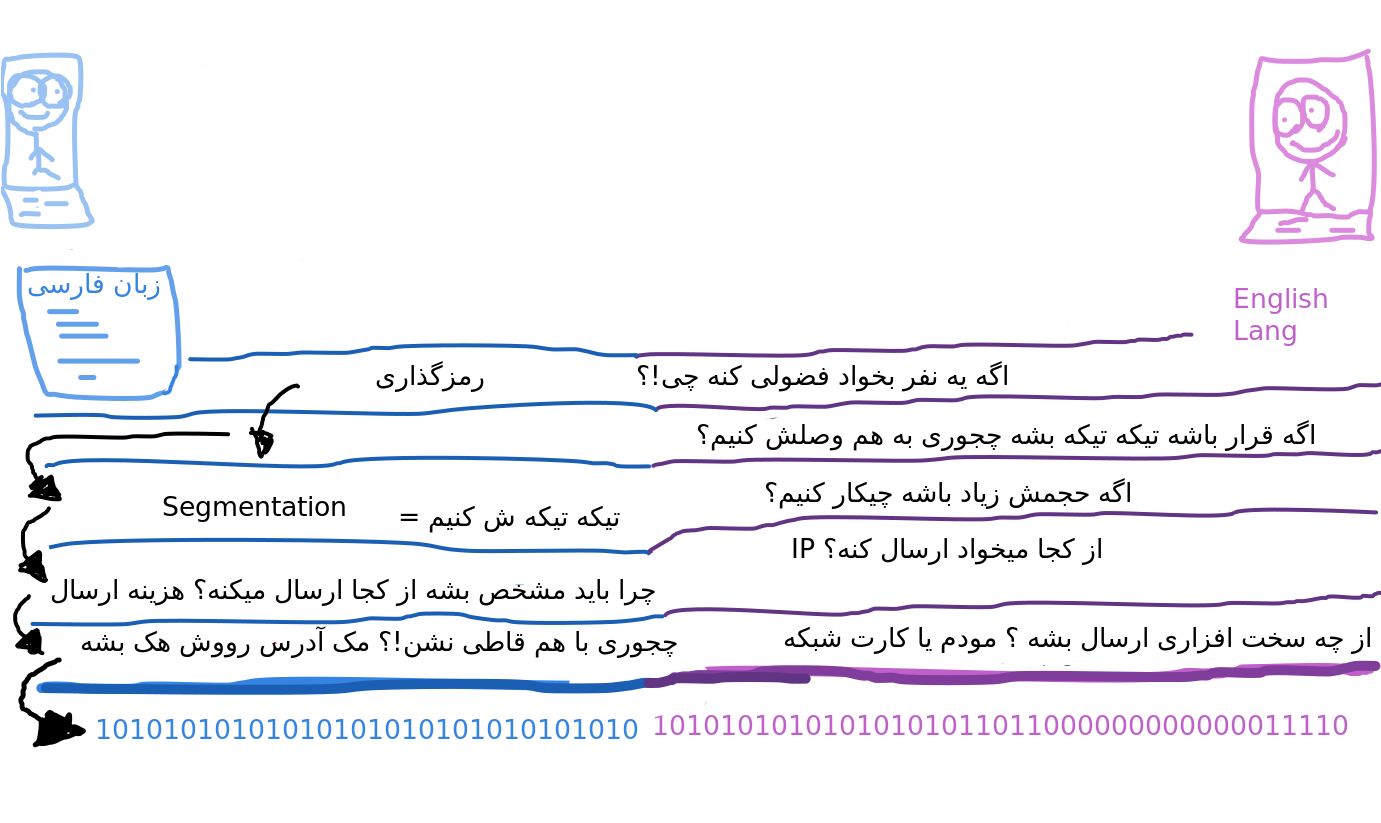 زبان فارسی
English
Lang
رمزگذاری
اگه یه نفر بخواد فضولی کنه چی!؟
اگه قرار باشه تیکه تیکه بشه چجوری به هم وصلش کنیم؟
اگه حجمش زیاد باشه چیکار کنیم؟
Segmentation
تیکه تیکه ش کنیم =
از کجا میخواد ارسال کنه؟ IP
چرا باید مشخص بشه از کجا ارسال میکنه؟ هزینه ارسال
چجوری با هم قاطی نشن!؟ مک آدرس رووش هک بشه
از چه سخت افزاری ارسال بشه ؟ مودم یا کارت شبکه
10101010101010101010101010101010
10101010101010101011011000000000000011110